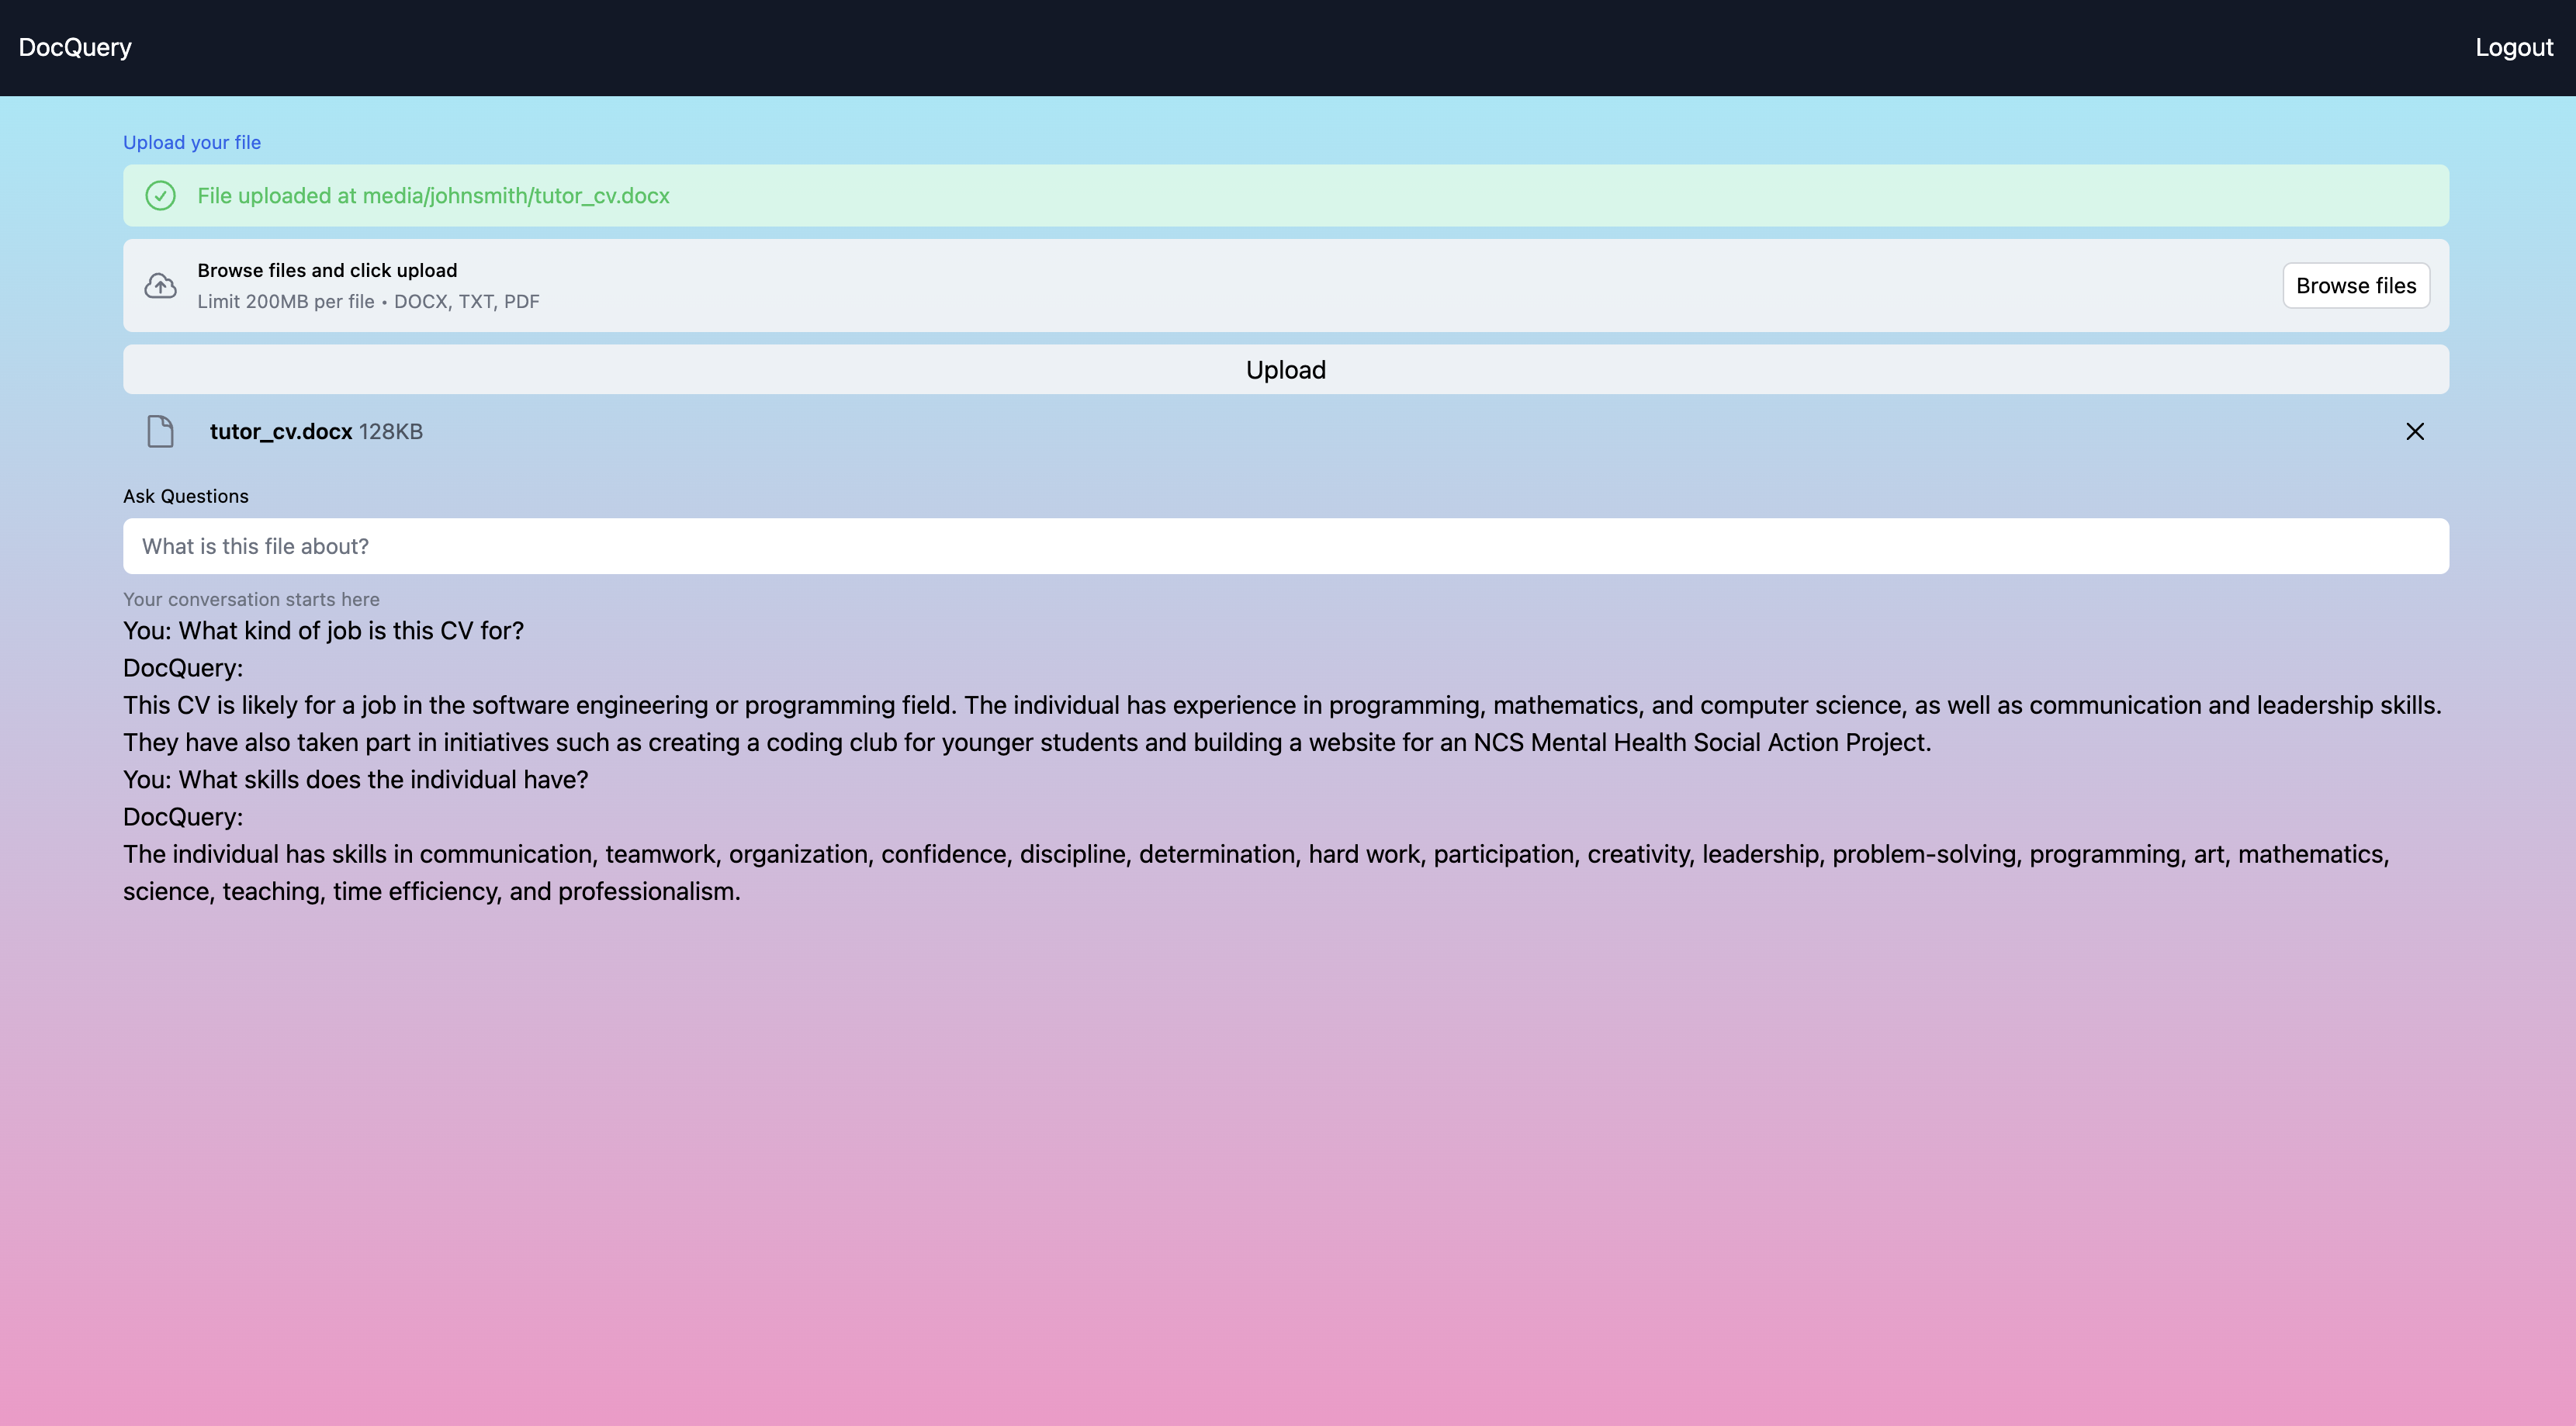 DocQuery
Logout
Upload your file
File uploaded at media/johnsmith/tutor_cv.docx
Browse files and click upload
Limit 200MB per file • DOCX, TXT, PDF
Browse files
Upload
tutor_cv.docx 128KB
Ask Questions
What is this file about?
Your conversation starts here
You: What kind of job is this CV for?
DocQuery:
This CV is likely for a job in the software engineering or programming field. The individual has experience in programming, mathematics, and computer science, as well as communication and leadership skills.
They have also taken part in initiatives such as creating a coding club for younger students and building a website for an NCS Mental Health Social Action Project.
You: What skills does the individual have?
DocQuery:
The individual has skills in communication, teamwork, organization, confidence, discipline, determination, hard work, participation, creativity, leadership, problem-solving, programming, art, mathematics,
science, teaching, time efficiency, and professionalism.